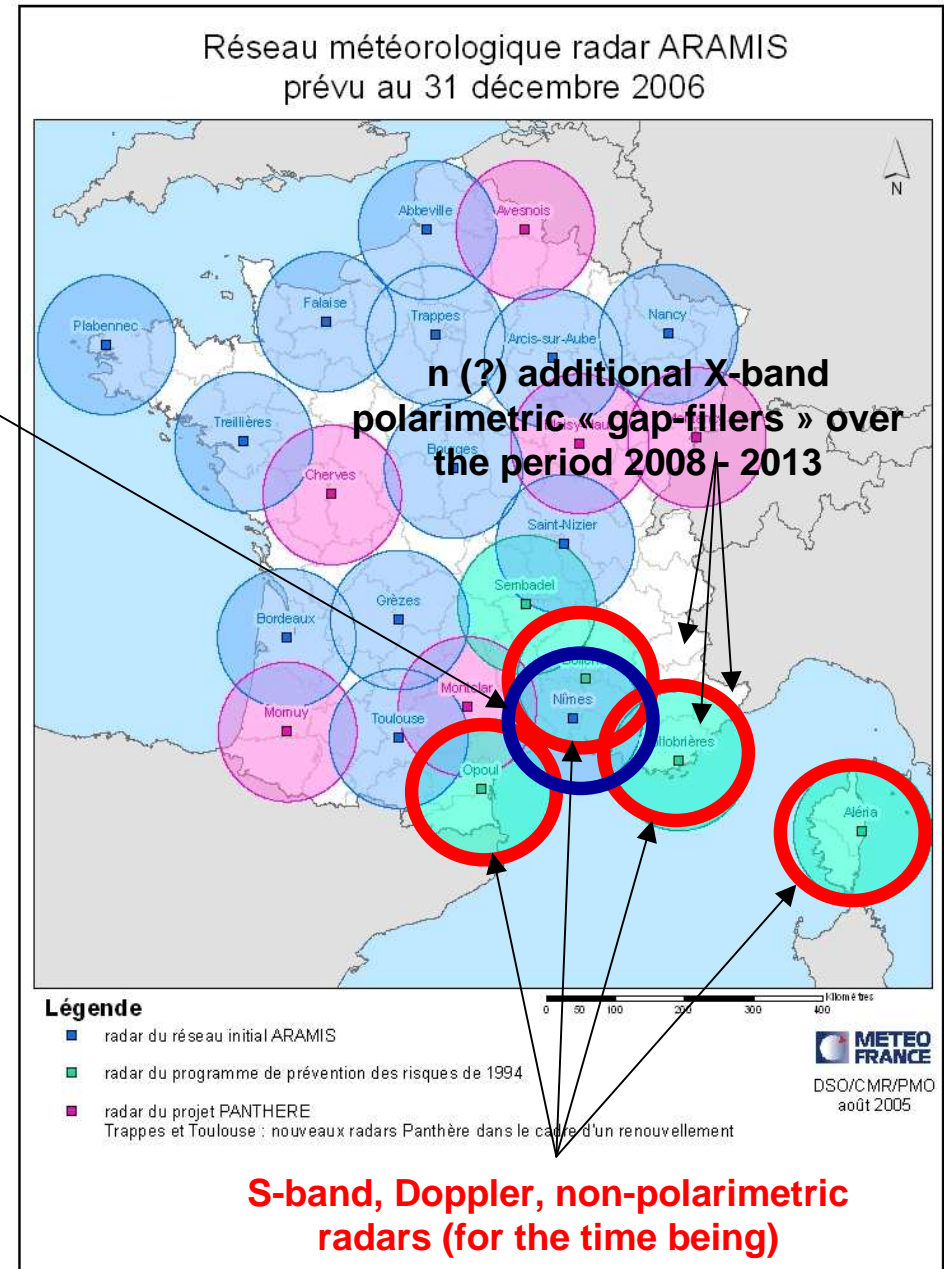 Réseau météorologique radar ARAMIS
prévu au 31 décembre 2006
N
Abbeville
Avesnois
Falaise
Trappes
Arcis-sur-Aube
Nancy
Plabennec
n (?) additional X-band
polarimetric « gap-fillers » over
the period 2008 - 2013
Treillières
Bourges
Cherves
Saint-Nizier
Sembadel
Grèzes
Bordeaux
Montclar
Nîmes
Momuy
Toulouse
Opoul
Aléria
Légende
0 50 100 200 300 400
Kilomètres
radar du réseau initial ARAMIS
radar du programme de prévention des risques de 1994
radar du projet PANTHERE
Trappes et Toulouse : nouveaux radars Panthère dans le cadre d'un renouvellement
METEO
FRANCE
DSO/CMR/PMO
août 2005
S-band, Doppler, non-polarimetric
radars (for the time being)